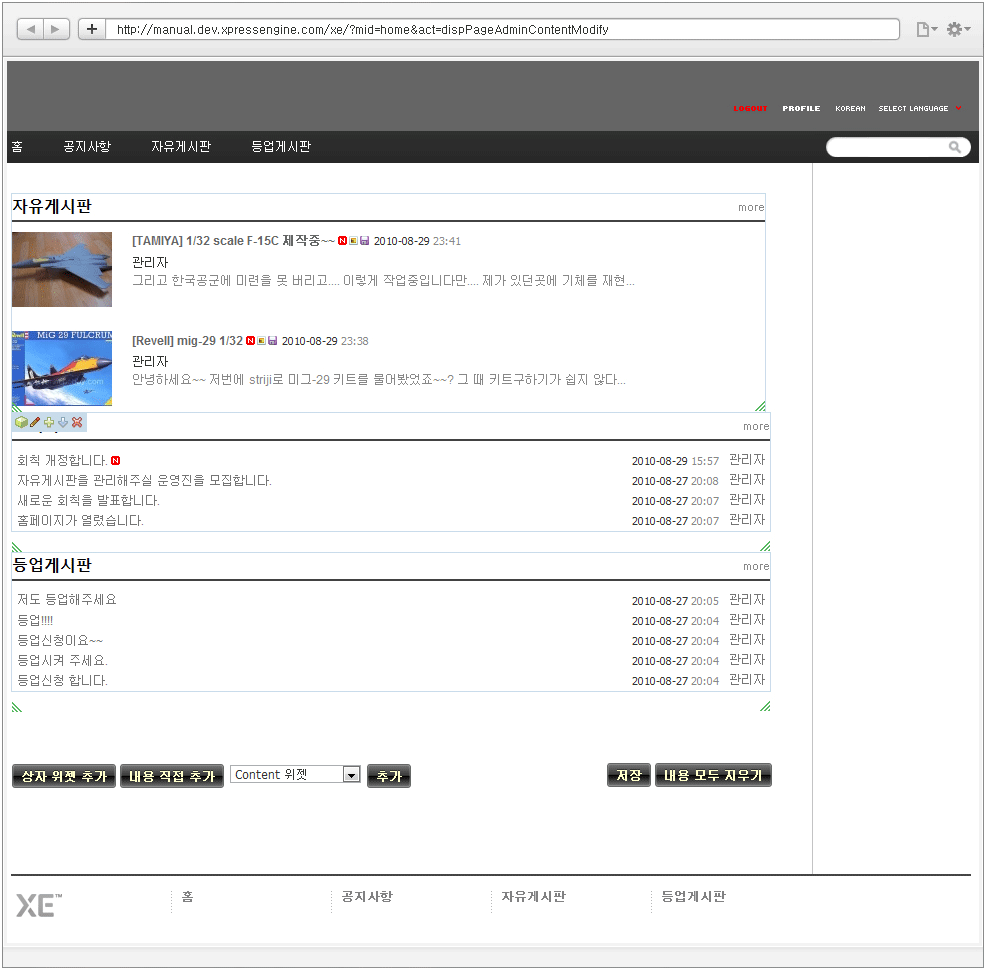 http://manual.dev.xpressengine.com/xe/?mid=home&act=dispPageAdminContentModify
LOGOUT PROFILE KOREAN SELECT LANGUAGE
홈 공지사항 자유게시판 등업게시판
자유게시판 more
[TAMIYA] 1/32 scale F-15C 제작중~~ N 2010-08-29 23:41
관리자
그리고 한국공군에 미련을 못 버리고.... 이렇게 작업중입니다만.... 제가 있던곳에 기체를 재현...
MiG 29 FULCRUM
[Revell] mig-29 1/32 N 2010-08-29 23:38
관리자
안녕하세요~~ 저번에 striji로 미그-29 키트를 물어봤었죠~~? 그 때 키트구하기가 쉽지 않다...
more
회칙 개정합니다. N 2010-08-29 15:57 관리자
자유게시판을 관리해주실 운영진을 모집합니다. 2010-08-27 20:08 관리자
새로운 회칙을 발표합니다. 2010-08-27 20:07 관리자
홈페이지가 열렸습니다. 2010-08-27 20:07 관리자
등업게시판 more
저도 등업해주세요 2010-08-27 20:05 관리자
등업!!!! 2010-08-27 20:04 관리자
등업신청이요~~ 2010-08-27 20:04 관리자
등업시켜 주세요. 2010-08-27 20:04 관리자
등업신청 합니다. 2010-08-27 20:04 관리자
상자 위젯 추가 내용 직접 추가 Content 위젯 추가 저장 내용 모두 지우기
XE™ 홈 공지사항 자유게시판 등업게시판